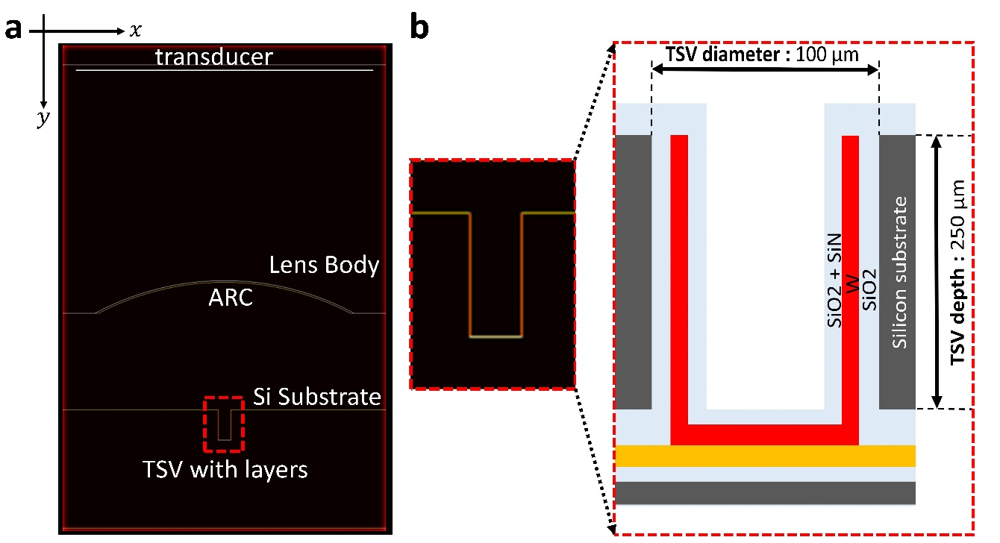 a
x
y
transducer
Lens Body
ARC
Si Substrate
TSV with layers
b
TSV diameter : 100 μm
SiO2 + SiN
W
SiO2
Silicon substrate
TSV depth : 250 μm